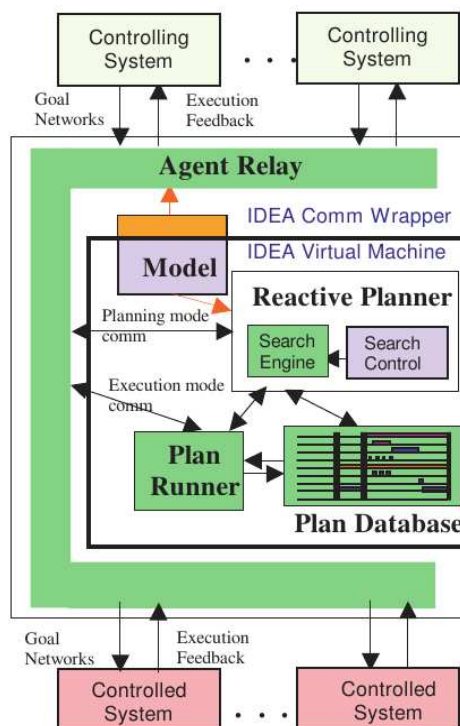 Controlling
System
. . .
Controlling
System
Goal
Networks
Execution
Feedback
Agent Relay
IDEA Comm Wrapper
IDEA Virtual Machine
Model
Reactive Planner
Planning mode
comm
Search
Engine
Search
Control
Execution mode
comm
Plan
Runner
Plan Database
Goal
Networks
Execution
Feedback
Controlled
System
. . .
Controlled
System